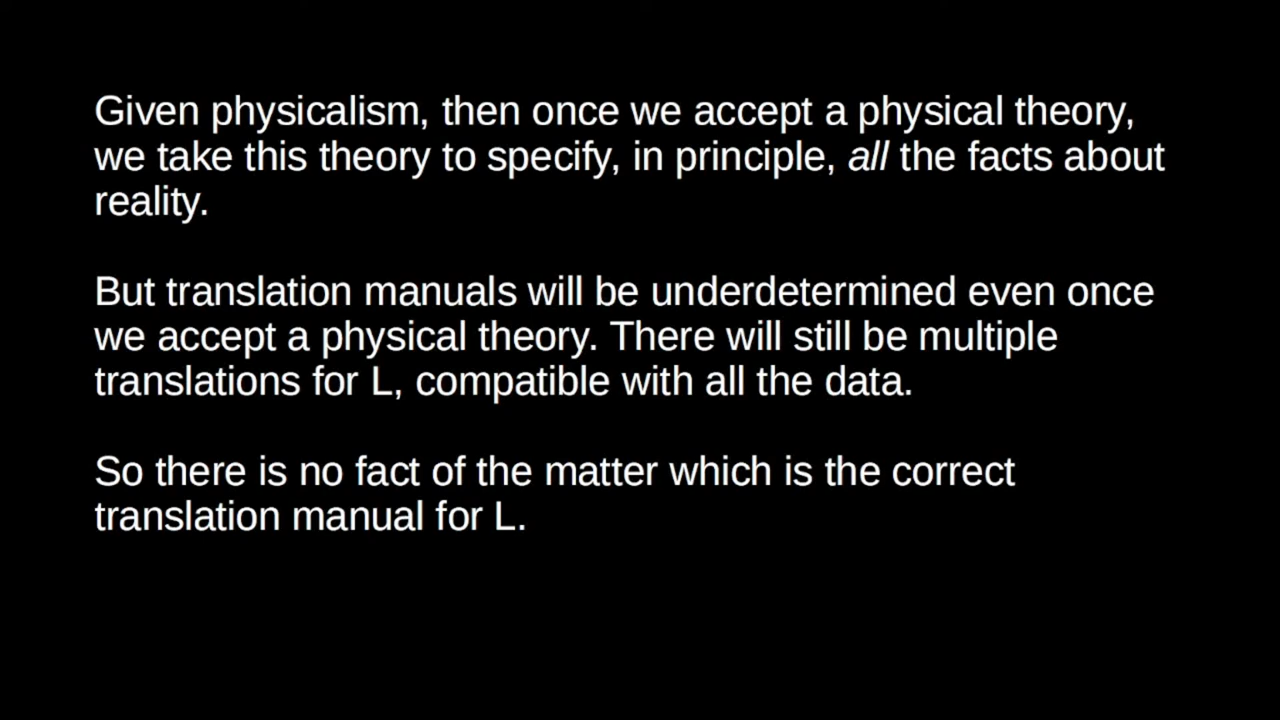 Given physicalism, then once we accept a physical theory,
we take this theory to specify, in principle, all the facts about
reality.
But translation manuals will be underdetermined even once
we accept a physical theory. There will still be multiple
translations for L, compatible with all the data.
So there is no fact of the matter which is the correct
translation manual for L.